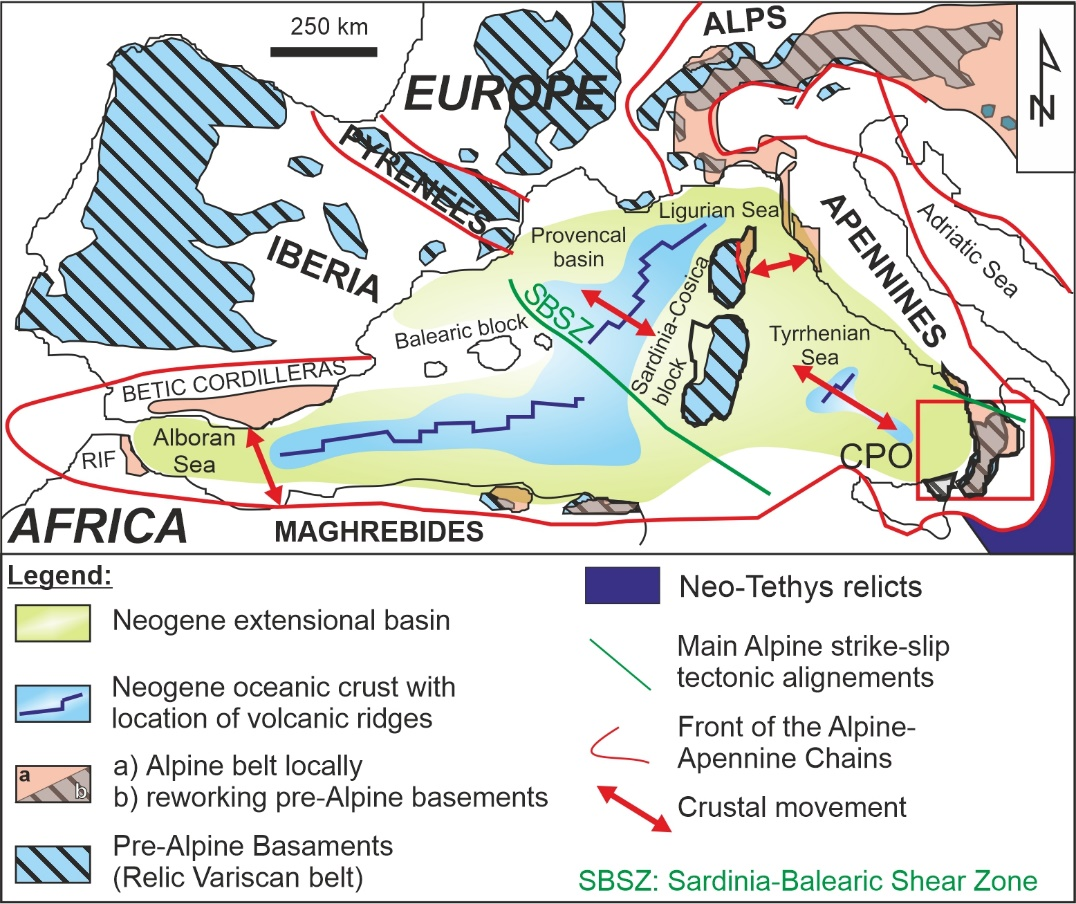 250 km
ALPS
EUROPE
N
PYRENEES
IBERIA
Ligurian Sea
Provencal
basin
APENNINES
Adriatic Sea
SBSZ
Sardinia-Cosica
block
Balearic block
Tyrrhenian
Sea
BETIC CORDILLERAS
Alboran
Sea
RIF
CPO
AFRICA
MAGHREBIDES
Legend:
Neogene extensional basin
Neogene oceanic crust with
location of volcanic ridges
a
b
a) Alpine belt locally
b) reworking pre-Alpine basements
Pre-Alpine Basaments
(Relic Variscan belt)
Neo-Tethys relicts
Main Alpine strike-slip
tectonic alignements
Front of the Alpine-
Apennine Chains
Crustal movement
SBSZ: Sardinia-Balearic Shear Zone